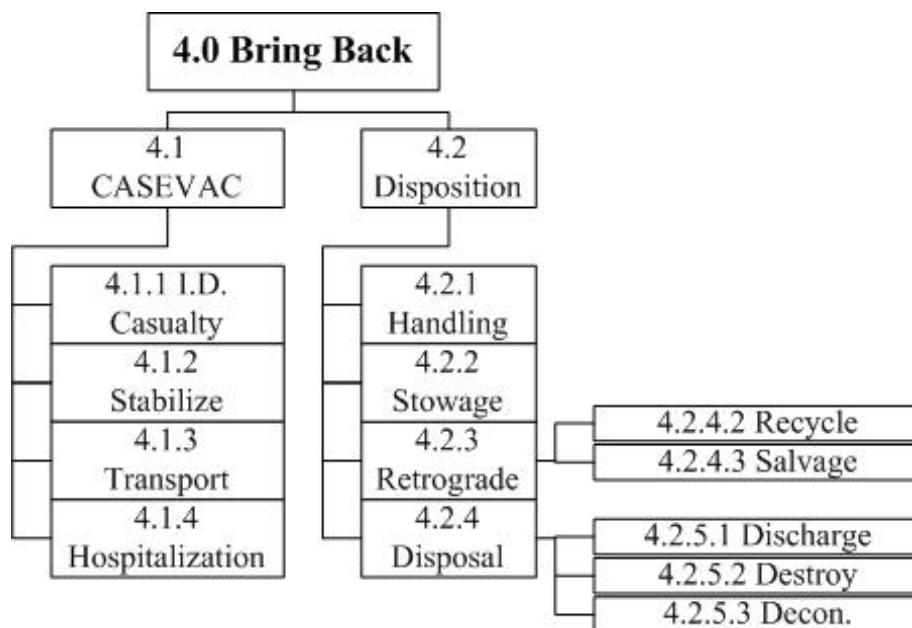 4.0 Bring Back
4.1
CASEVAC
4.2
Disposition
4.1.1 I.D.
Casualty
4.1.2
Stabilize
4.1.3
Transport
4.1.4
Hospitalization
4.2.1
Handling
4.2.2
Stowage
4.2.3
Retrograde
4.2.4
Disposal
4.2.4.2 Recycle
4.2.4.3 Salvage
4.2.5.1 Discharge
4.2.5.2 Destroy
4.2.5.3 Decon.